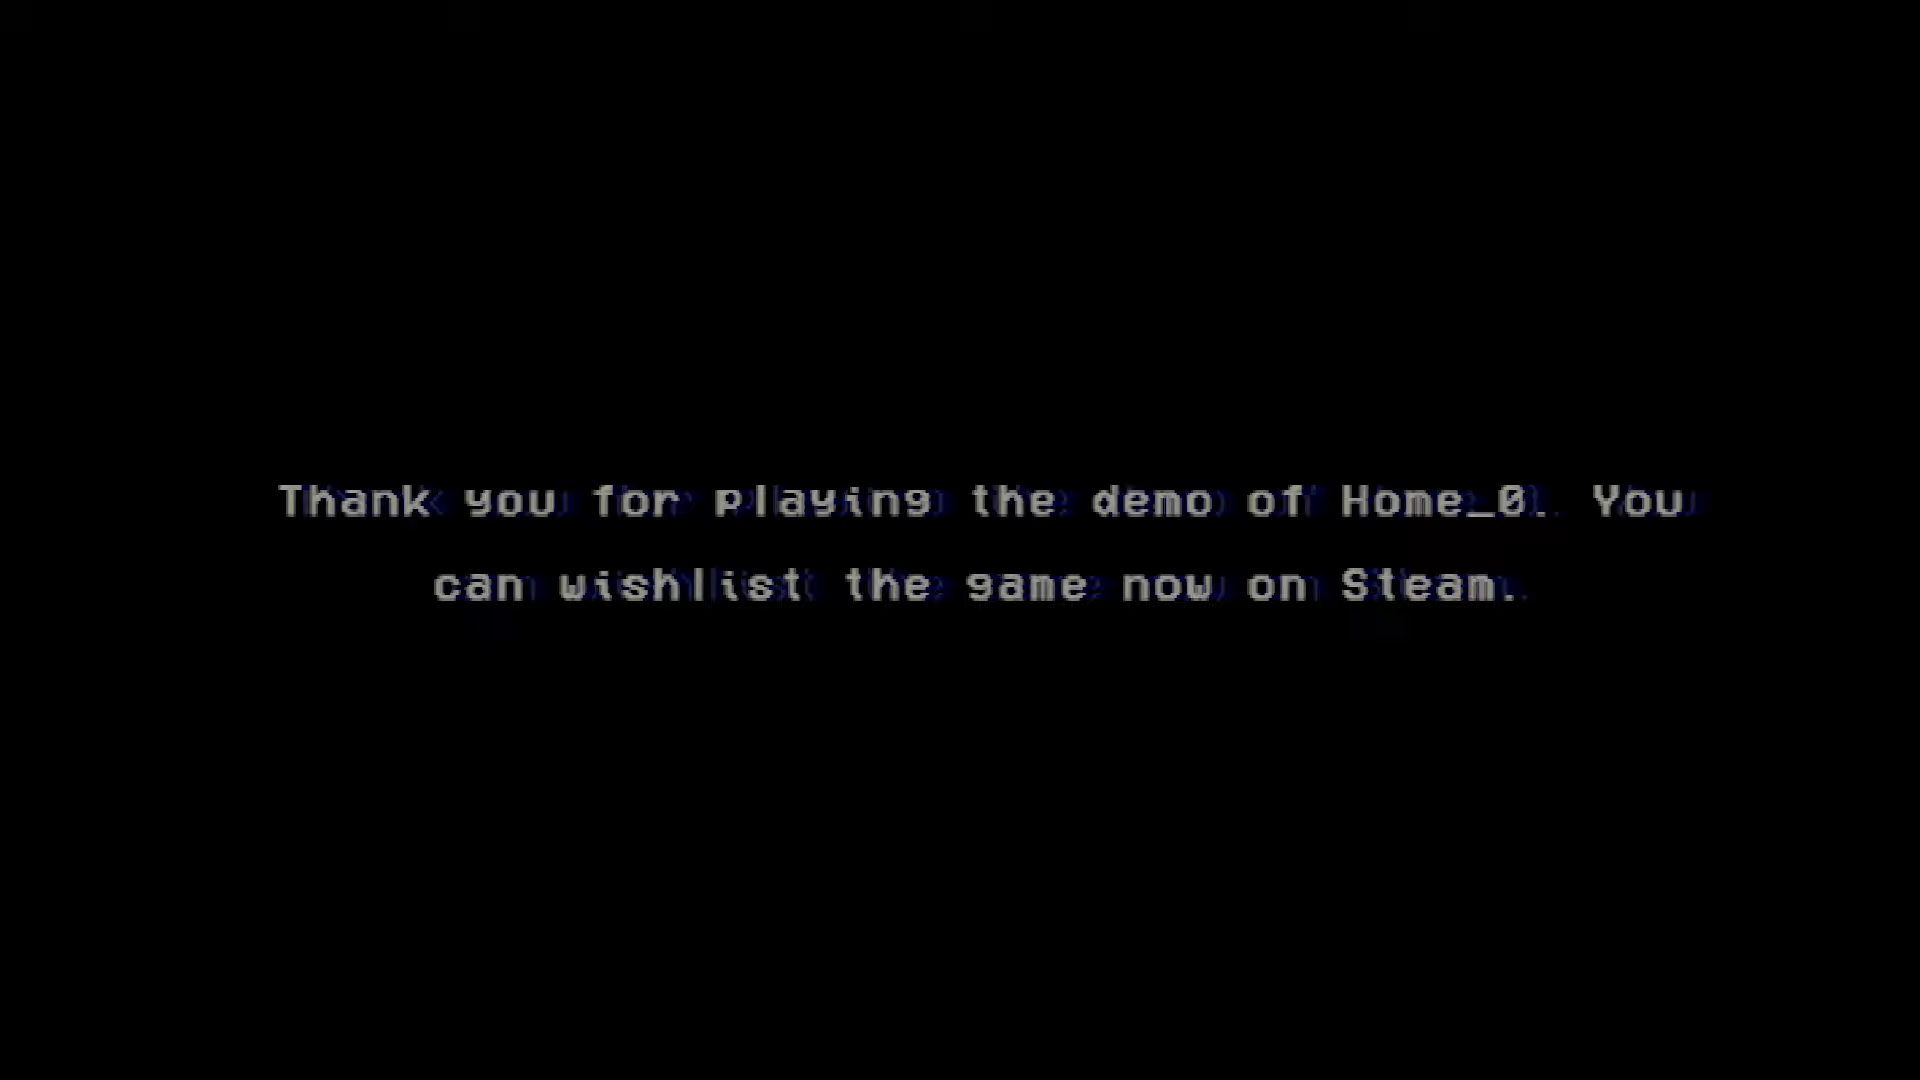 Thank you for playing the demo of Home_0. You
can wishlist the game now on Steam.